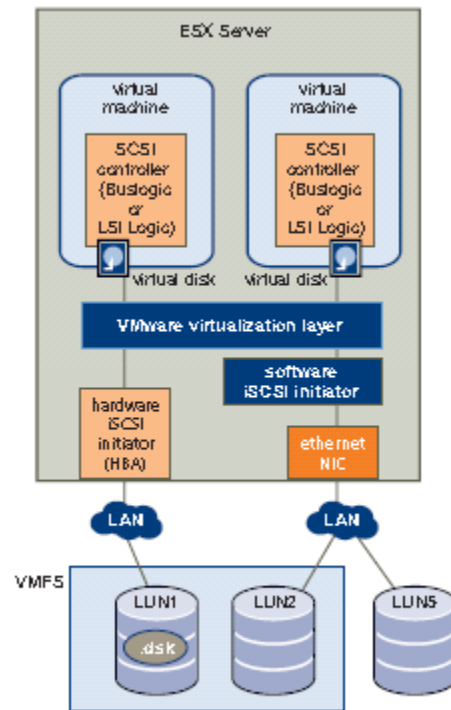 ESX Server
virtual
machine
SCSI
controller
(Buslogic
or
LSI Logic)
virtual disk
virtual
machine
SCSI
controller
(Buslogic
or
LSI Logic)
virtual disk
VMware virtualization layer
software
iSCSI initiator
hardware
iSCSI
initiator
(HBA)
ethernet
NIC
LAN
LAN
VMFS
LUN1
.dsk
LUN2
LUN5